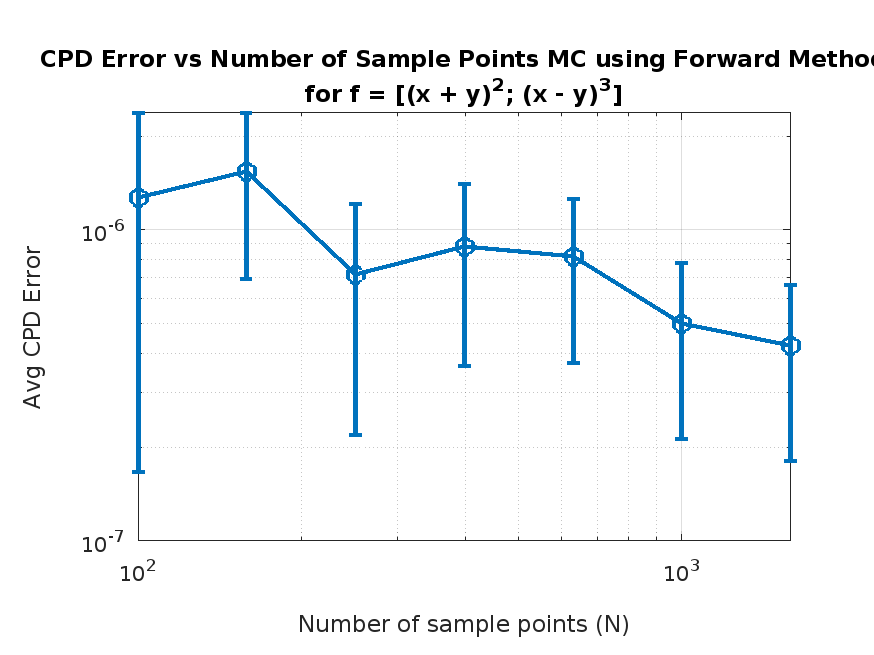 CPD Error vs Number of Sample Points MC using Forward Metho
for f = [(x + y)²; (x - y)³]
Avg CPD Error
10⁻⁶
10⁻⁷
10²
10³
Number of sample points (N)